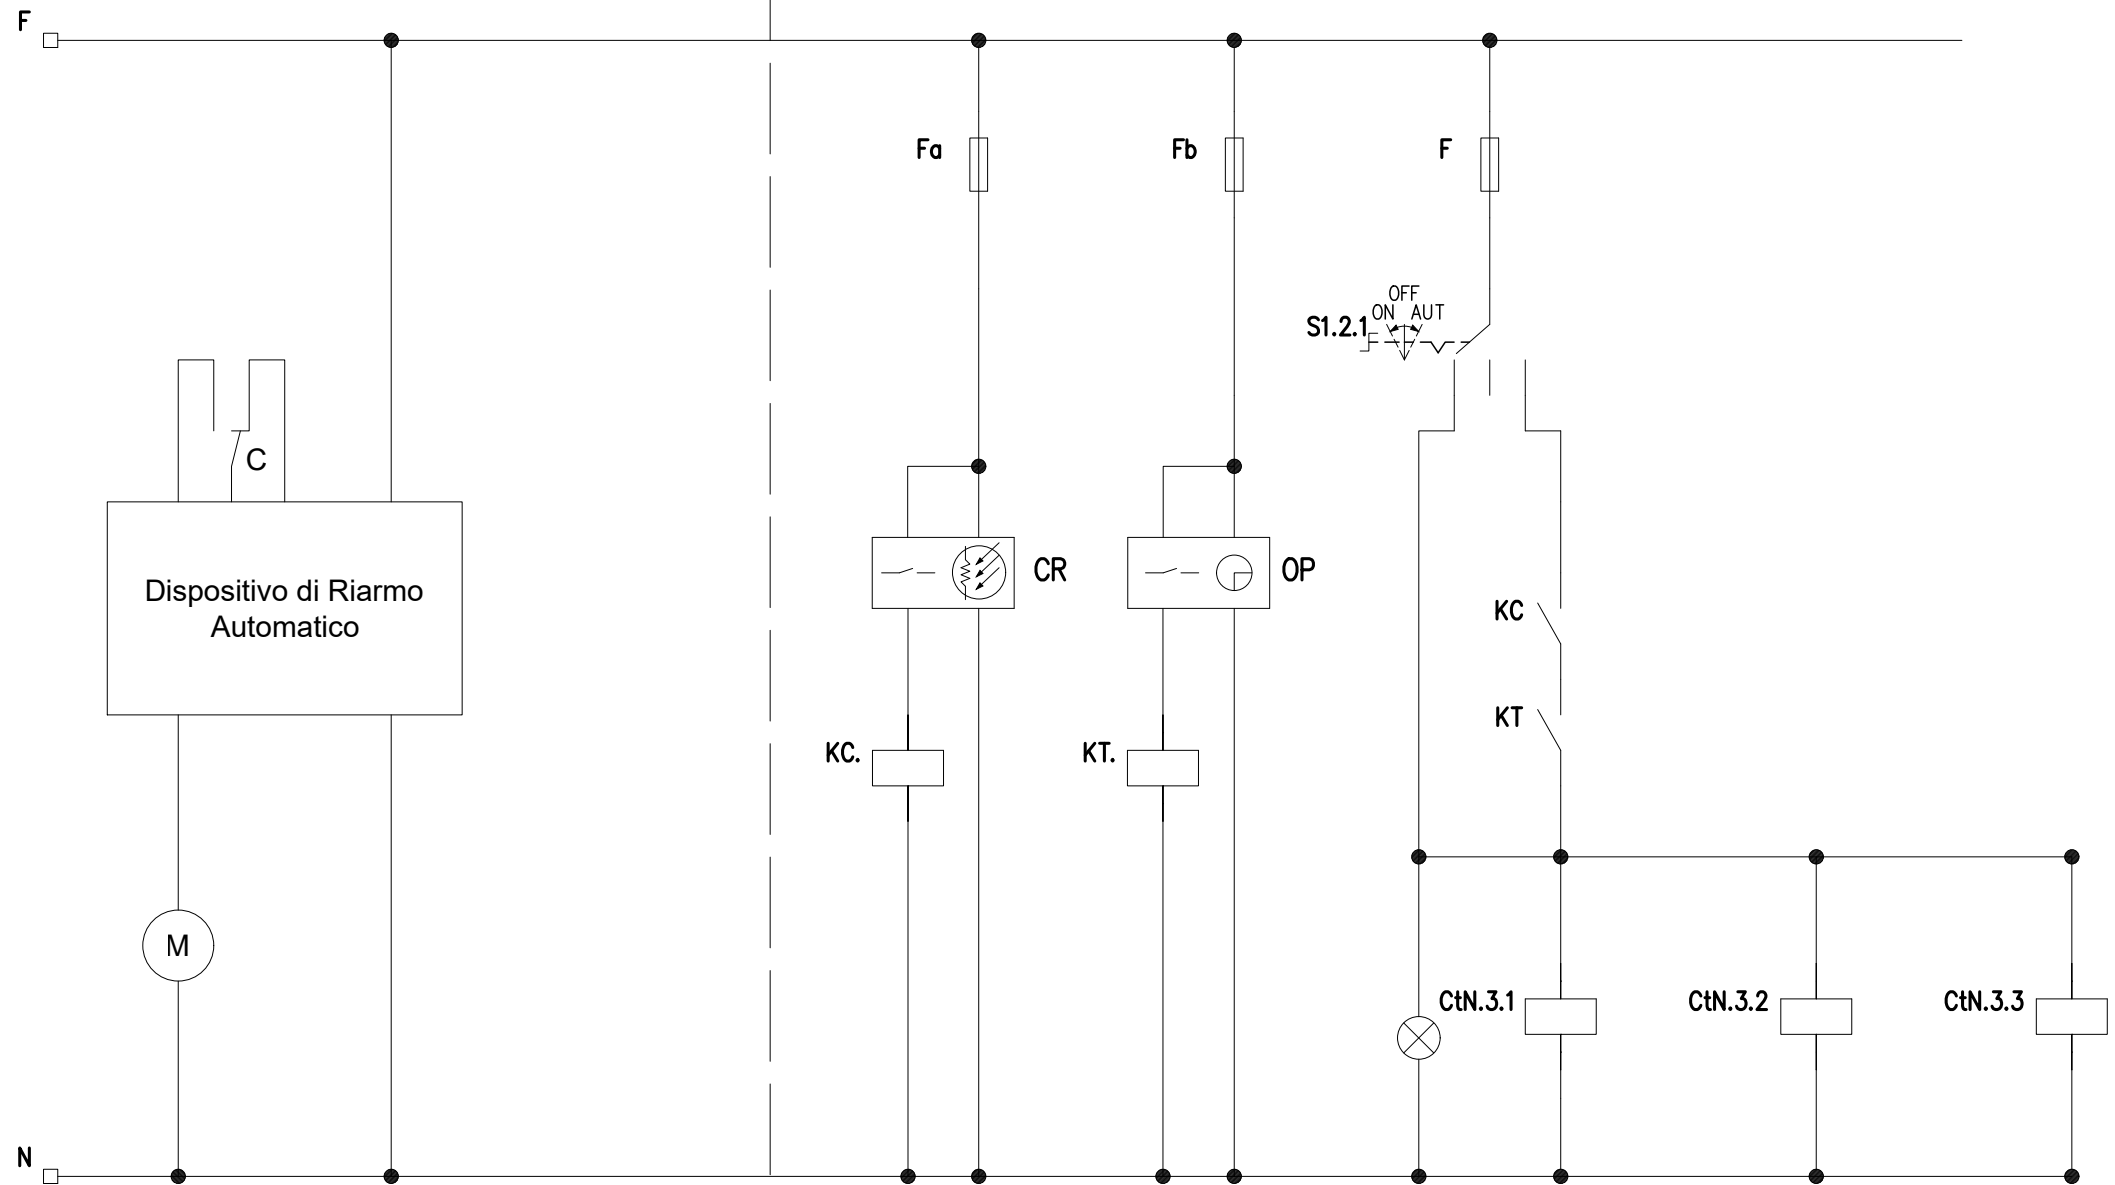 F
Fa
Fb
F
OFF
ON AUT
S1.2.1
C
Dispositivo di Riarmo
Automatico
CR
OP
KC
KT
KC.
KT.
M
CtN.3.1
CtN.3.2
CtN.3.3
N